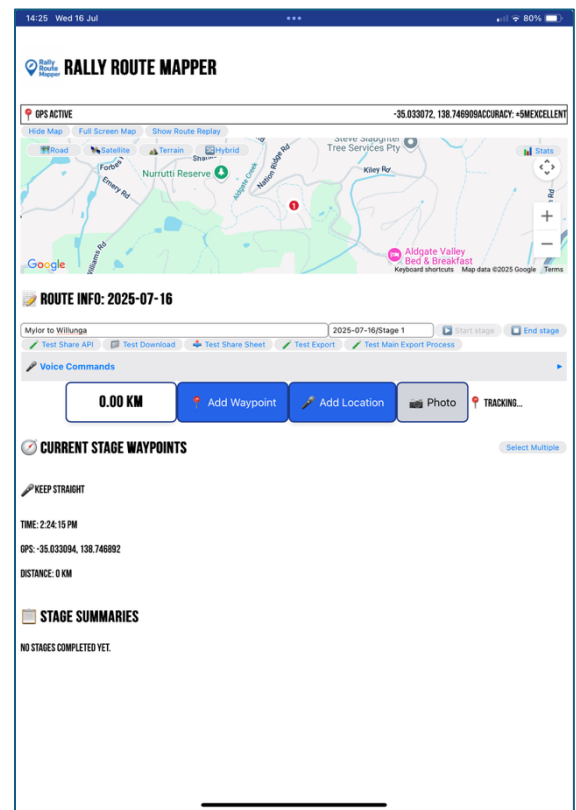 14:25 Wed 16 Jul
80%
Rally Route Mapper RALLY ROUTE MAPPER
GPS ACTIVE -35.033072, 138.746909ACCURACY: ±5MEXCELLENT
Hide Map Full Screen Map Show Route Replay
Road Satellite Terrain Hybrid Stats
Steve Slaughter
Tree Services Pty
Forbes
Nurrutti Reserve
Emery Rd
Aldgate Creek
Nation Ridge Rd
Kiley Rd
Rd
1
Williams Rd
Aldgate Valley
Bed & Breakfast
Google
Keyboard shortcuts Map data ©2025 Google Terms
ROUTE INFO: 2025-07-16
Mylor to Willunga 2025-07-16/Stage 1 Start stage End stage
Test Share API Test Download Test Share Sheet Test Export Test Main Export Process
Voice Commands
0.00 KM Add Waypoint Add Location Photo TRACKING...
CURRENT STAGE WAYPOINTS Select Multiple
KEEP STRAIGHT
TIME: 2:24:15 PM
GPS: -35.033094, 138.746892
DISTANCE: 0 KM
STAGE SUMMARIES
NO STAGES COMPLETED YET.